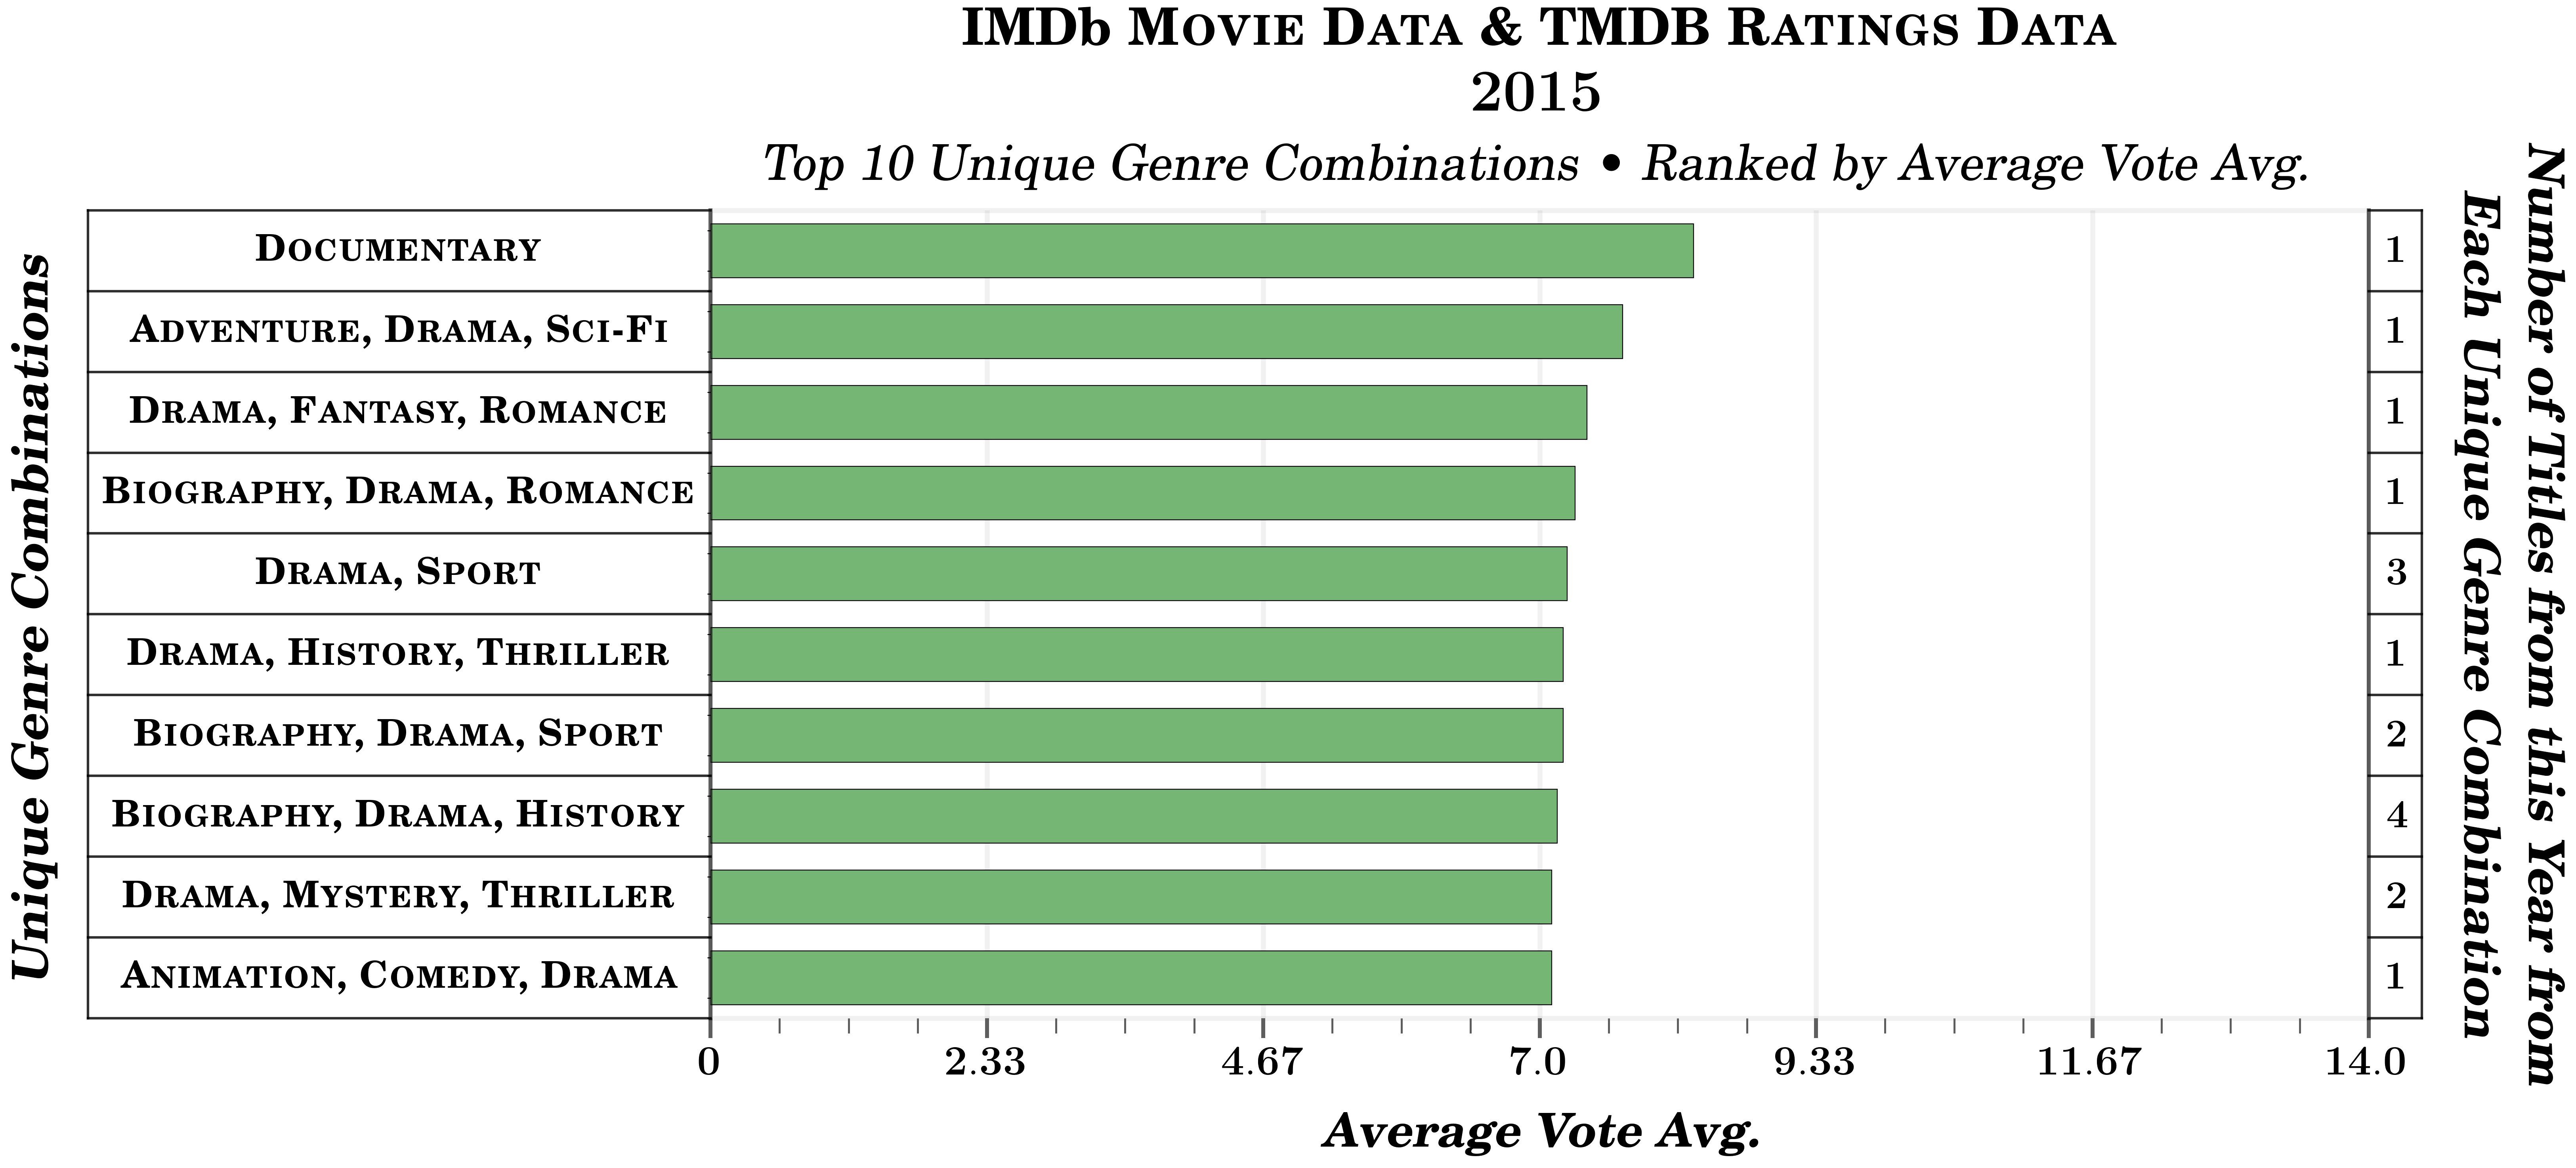 IMDb Movie Data & TMDB Ratings Data
2015
Top 10 Unique Genre Combinations • Ranked by Average Vote Avg.
Unique Genre Combinations
Documentary 1
Adventure, Drama, Sci-Fi 1
Drama, Fantasy, Romance 1
Biography, Drama, Romance 1
Drama, Sport 3
Drama, History, Thriller 1
Biography, Drama, Sport 2
Biography, Drama, History 4
Drama, Mystery, Thriller 2
Animation, Comedy, Drama 1
0 2.33 4.67 7.0 9.33 11.67 14.0
Average Vote Avg.
Number of Titles from this Year from
Each Unique Genre Combination